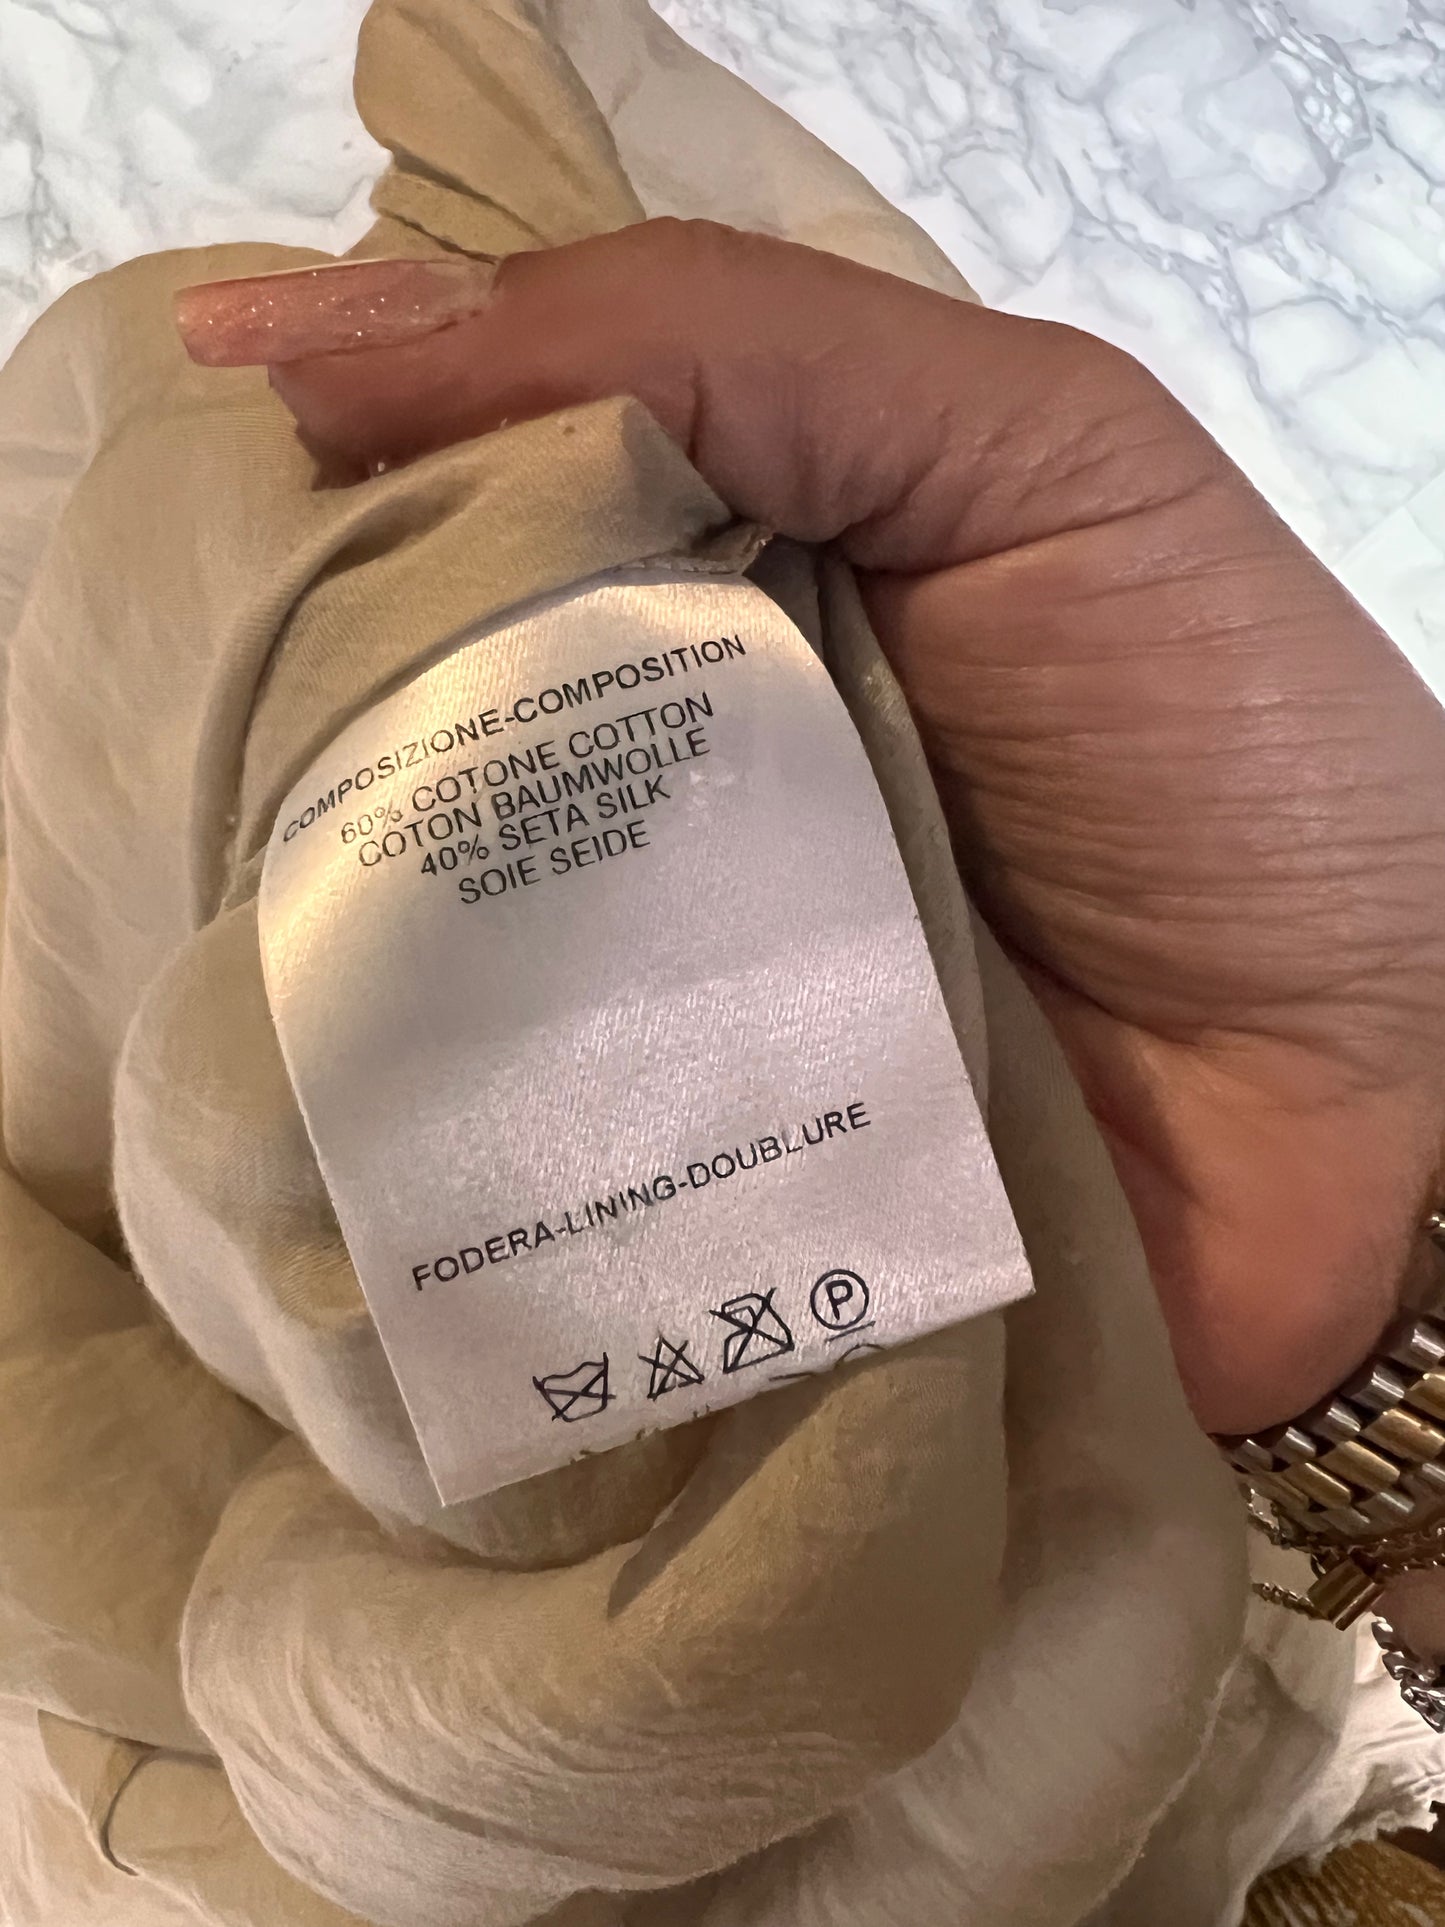 COMPOSIZIONE-COMPOSITION
60% COTONE COTTON
COTON BAUMWOLLE
40% SETA SILK
SOIE SEIDE
FODERA-LINING-DOUBLURE
P